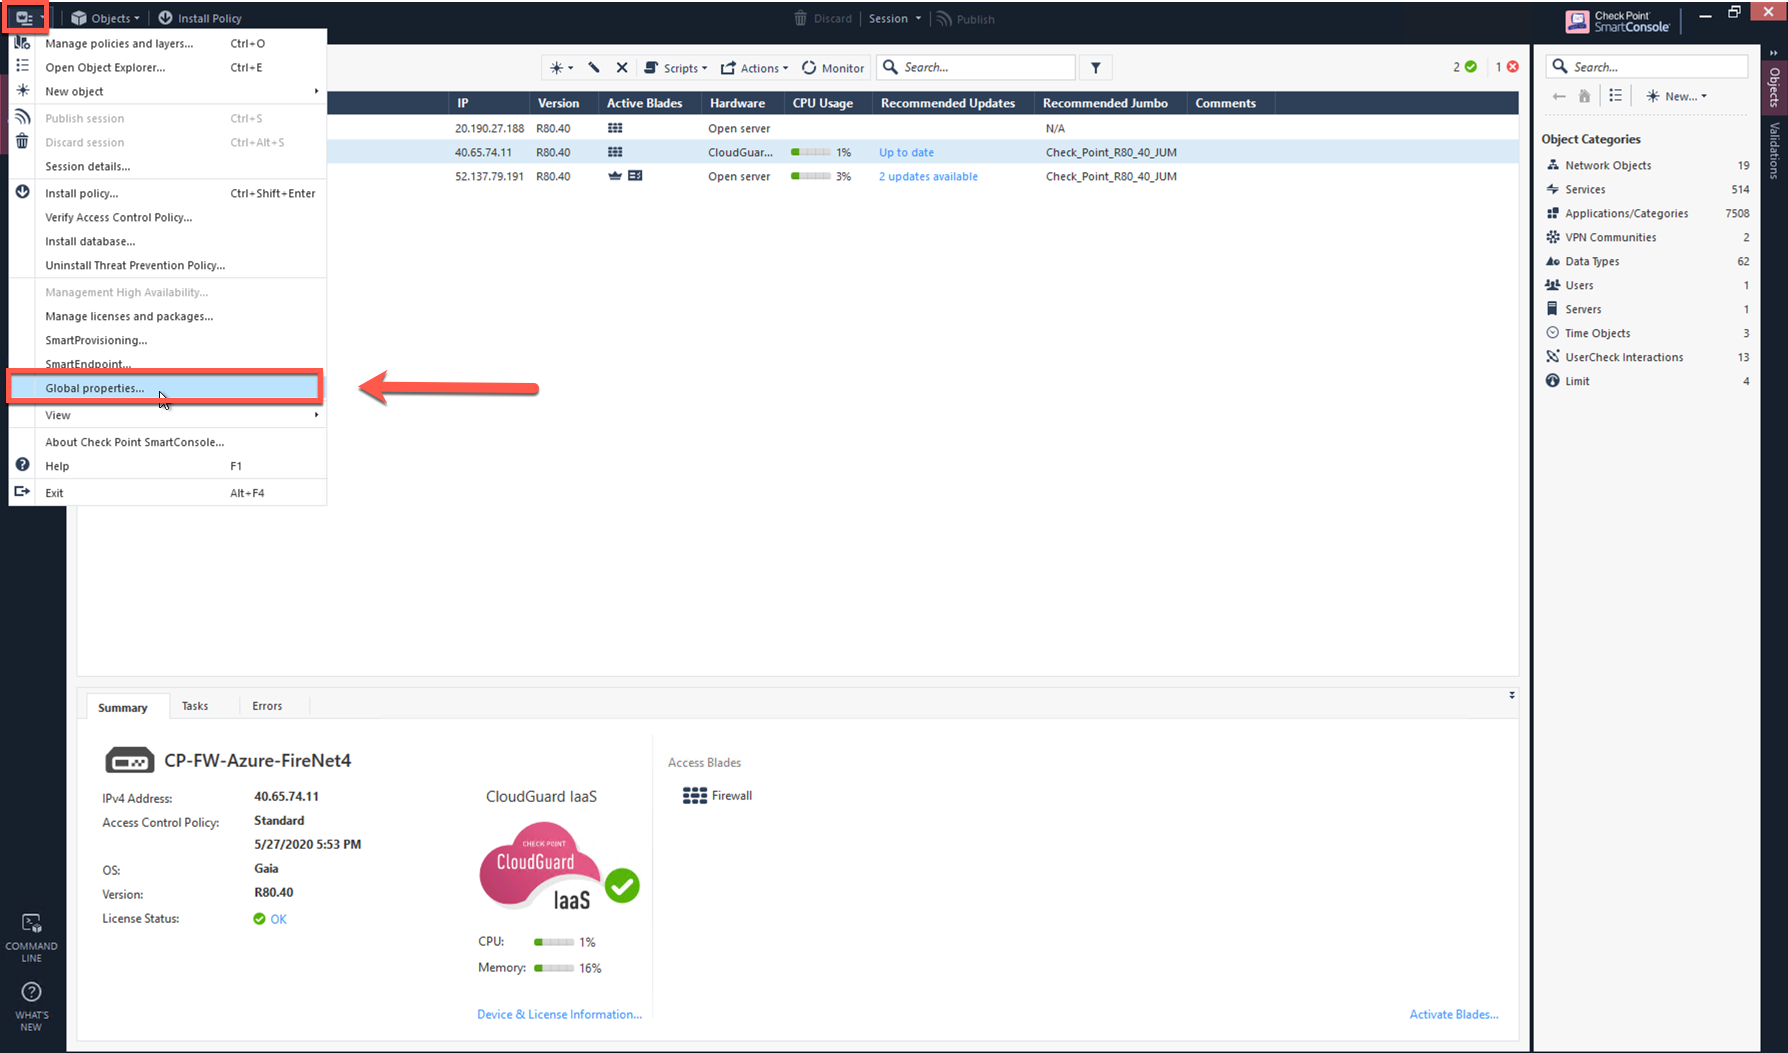 Objects
Install Policy
Discard
Session
Publish
Check Point
SmartConsole
Manage policies and layers...
Ctrl+O
Open Object Explorer...
Ctrl+E
New object
Publish session
Ctrl+S
Discard session
Ctrl+Alt+S
Session details...
Install policy...
Ctrl+Shift+Enter
Verify Access Control Policy...
Install database...
Uninstall Threat Prevention Policy...
Management High Availability...
Manage licenses and packages...
SmartProvisioning...
SmartEndpoint...
Global properties...
View
About Check Point SmartConsole...
Help
F1
Exit
Alt+F4
Scripts
Actions
Monitor
Search...
2
1
IP Version Active Blades Hardware CPU Usage Recommended Updates Recommended Jumbo Comments
20.190.27.188 R80.40 Open server N/A
40.65.74.11 R80.40 CloudGuar... 1% Up to date Check_Point_R80_40_JUM
52.137.79.191 R80.40 Open server 3% 2 updates available Check_Point_R80_40_JUM
Summary
Tasks
Errors
CP-FW-Azure-FireNet4
IPv4 Address: 40.65.74.11
Access Control Policy: Standard
5/27/2020 5:53 PM
OS: Gaia
Version: R80.40
License Status: OK
CloudGuard IaaS
CHECK POINT
CloudGuard
IaaS
CPU: 1%
Memory: 16%
Device & License Information...
Access Blades
Firewall
Activate Blades...
COMMAND
LINE
WHAT'S
NEW
Search...
New...
Object Categories
Network Objects 19
Services 514
Applications/Categories 7508
VPN Communities 2
Data Types 62
Users 1
Servers 1
Time Objects 3
UserCheck Interactions 13
Limit 4
Objects
Validations